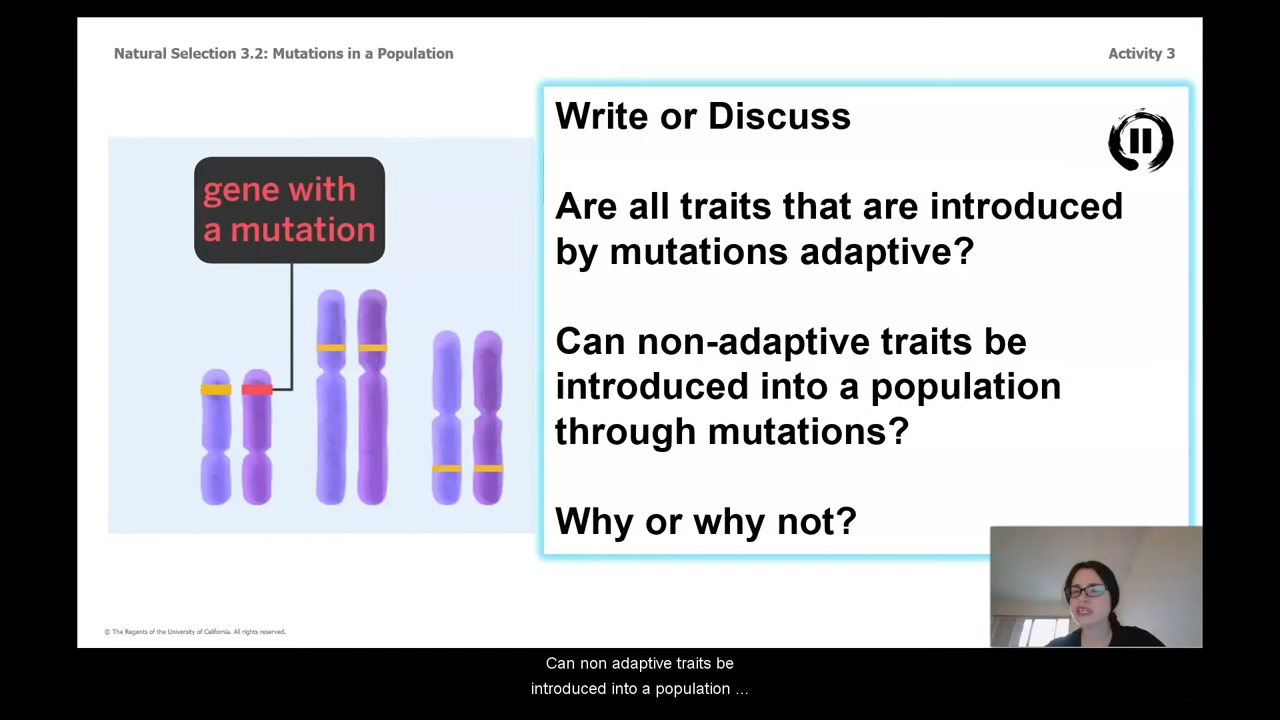 Natural Selection 3.2: Mutations in a Population
Activity 3
gene with
a mutation
Write or Discuss
Are all traits that are introduced
by mutations adaptive?
Can non-adaptive traits be
introduced into a population
through mutations?
Why or why not?
© The Regents of the University of California. All rights reserved.
Can non adaptive traits be
introduced into a population ...